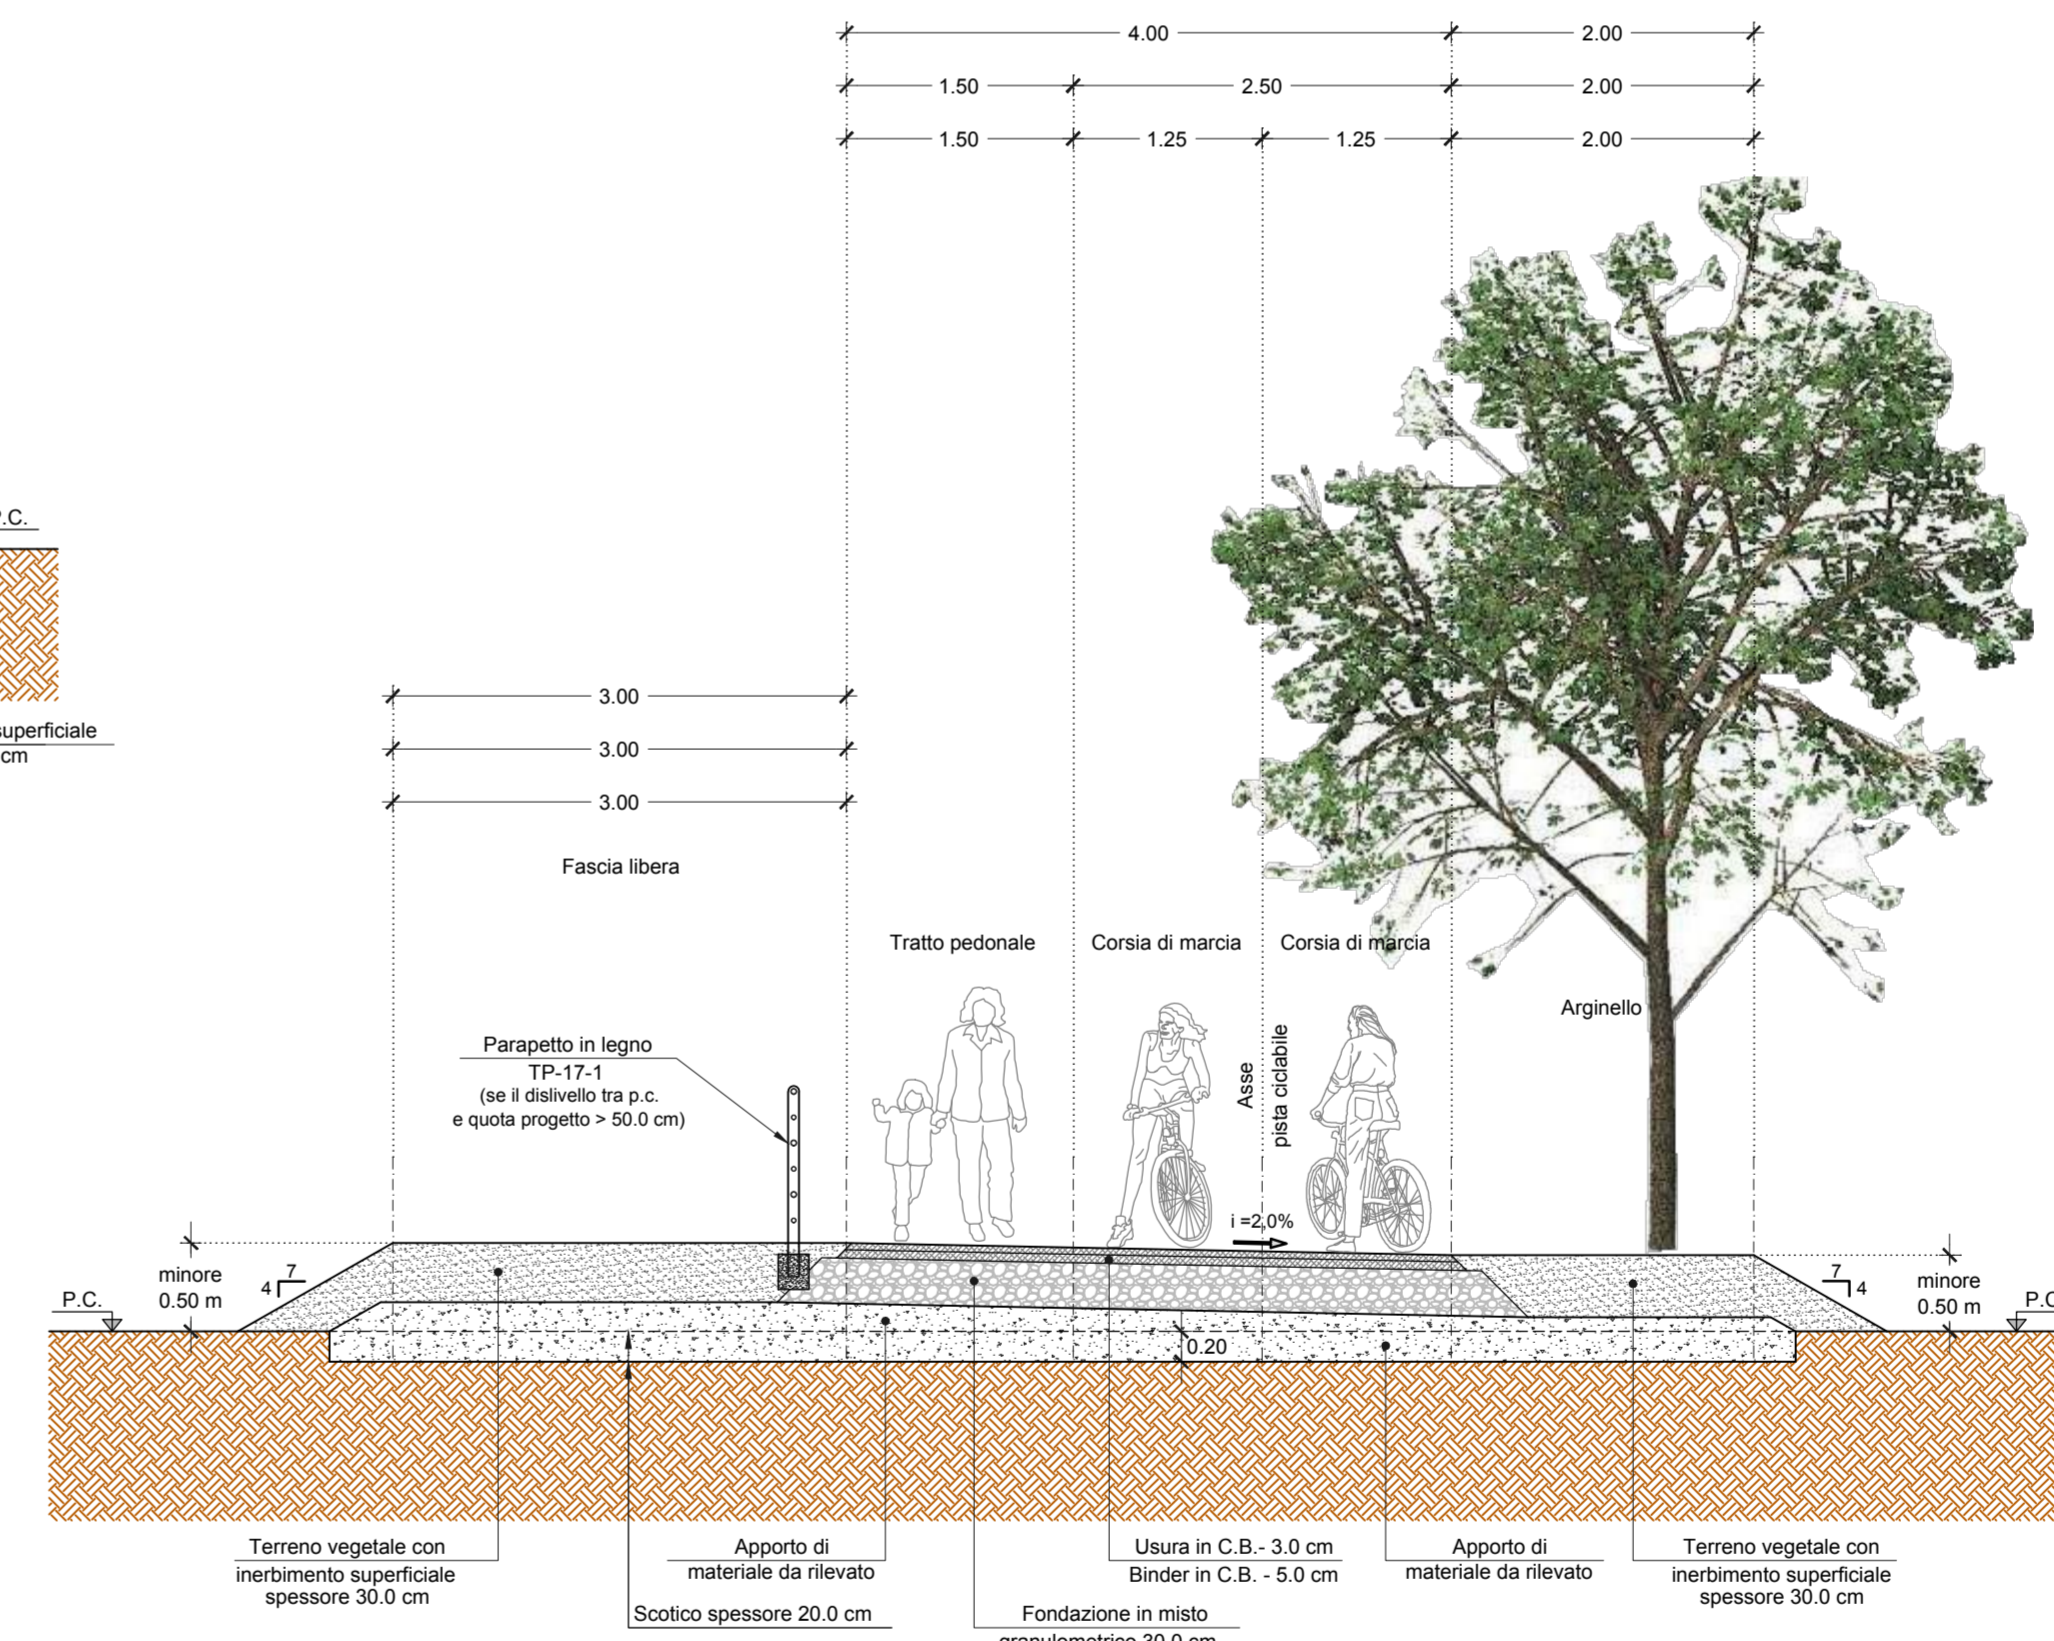 4.00 2.00
1.50 2.50 2.00
1.50 1.25 1.25 2.00
P.C.
superficiale
cm
3.00
3.00
3.00
Fascia libera
Tratto pedonale
Corsia di marcia
Corsia di marcia
Arginello
Parapetto in legno
TP-17-1
(se il dislivello tra p.c.
e quota progetto > 50.0 cm)
Asse
pista ciclabile
i =2,0%
minore
0.50 m
7
4
P.C.
7
4
minore
0.50 m
P.C
0.20
Terreno vegetale con
inerbimento superficiale
spessore 30.0 cm
Apporto di
materiale da rilevato
Usura in C.B.- 3.0 cm
Binder in C.B. - 5.0 cm
Apporto di
materiale da rilevato
Terreno vegetale con
inerbimento superficiale
spessore 30.0 cm
Scotico spessore 20.0 cm
Fondazione in misto
granulometrico 30.0 cm